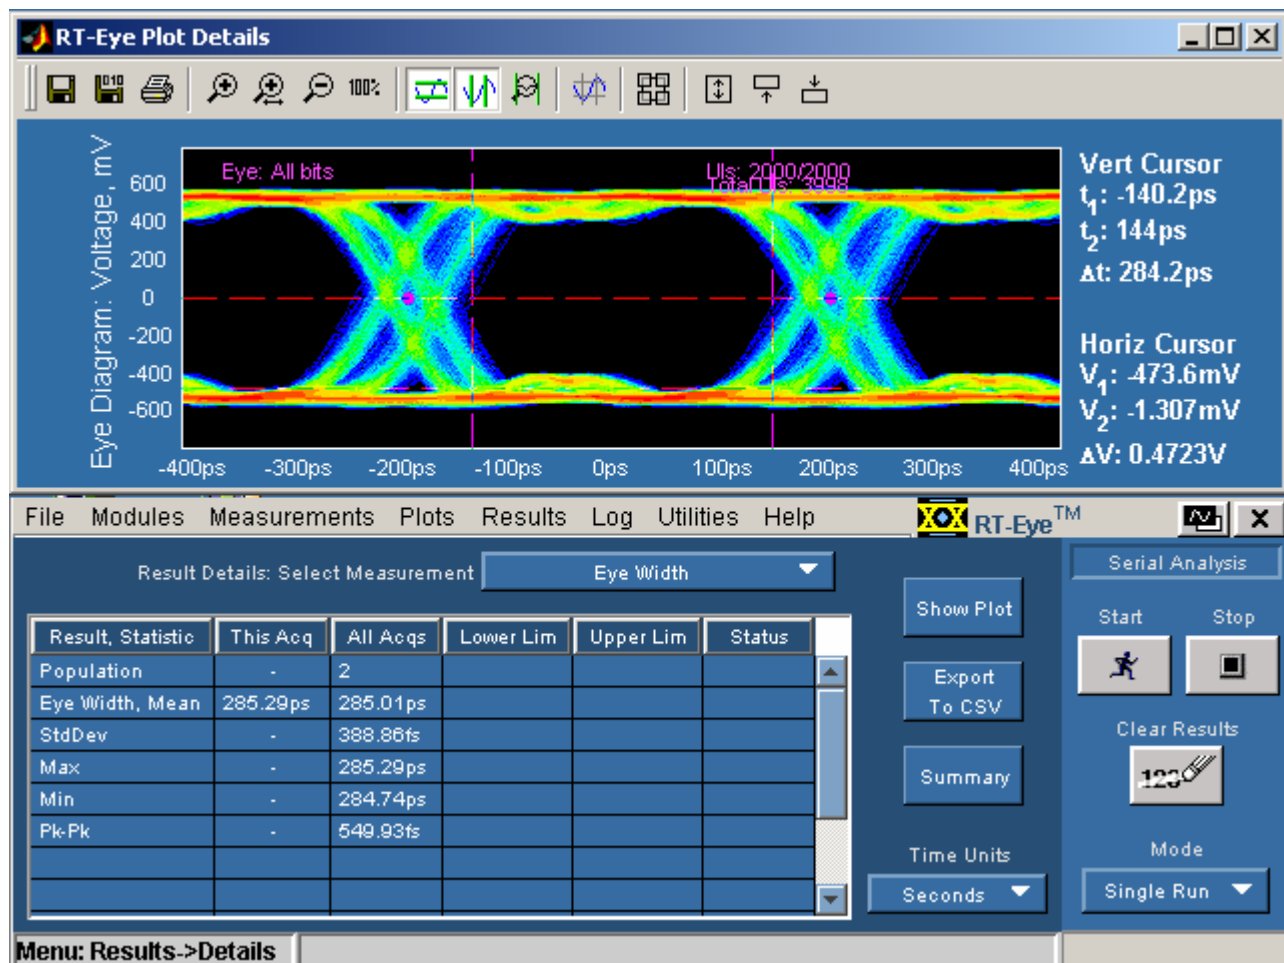 RT-Eye Plot Details
010
100%
Eye Diagram: Voltage, mV
600
400
200
0
-200
-400
-600
Eye: All bits
UIs: 2000/2000
Total UIs: 3998
-400ps -300ps -200ps -100ps 0ps 100ps 200ps 300ps 400ps
Vert Cursor
t1: -140.2ps
t2: 144ps
Δt: 284.2ps
Horiz Cursor
V1: -473.6mV
V2: -1.307mV
ΔV: 0.4723V
File Modules Measurements Plots Results Log Utilities Help
RT-Eye™
Result Details: Select Measurement Eye Width
Result, Statistic This Acq All Acqs Lower Lim Upper Lim Status
Population - 2
Eye Width, Mean 285.29ps 285.01ps
StdDev - 388.86fs
Max - 285.29ps
Min - 284.74ps
Pk-Pk - 549.93fs
Show Plot
Export
To CSV
Summary
Time Units
Seconds
Serial Analysis
Start Stop
Clear Results
123
Mode
Single Run
Menu: Results->Details